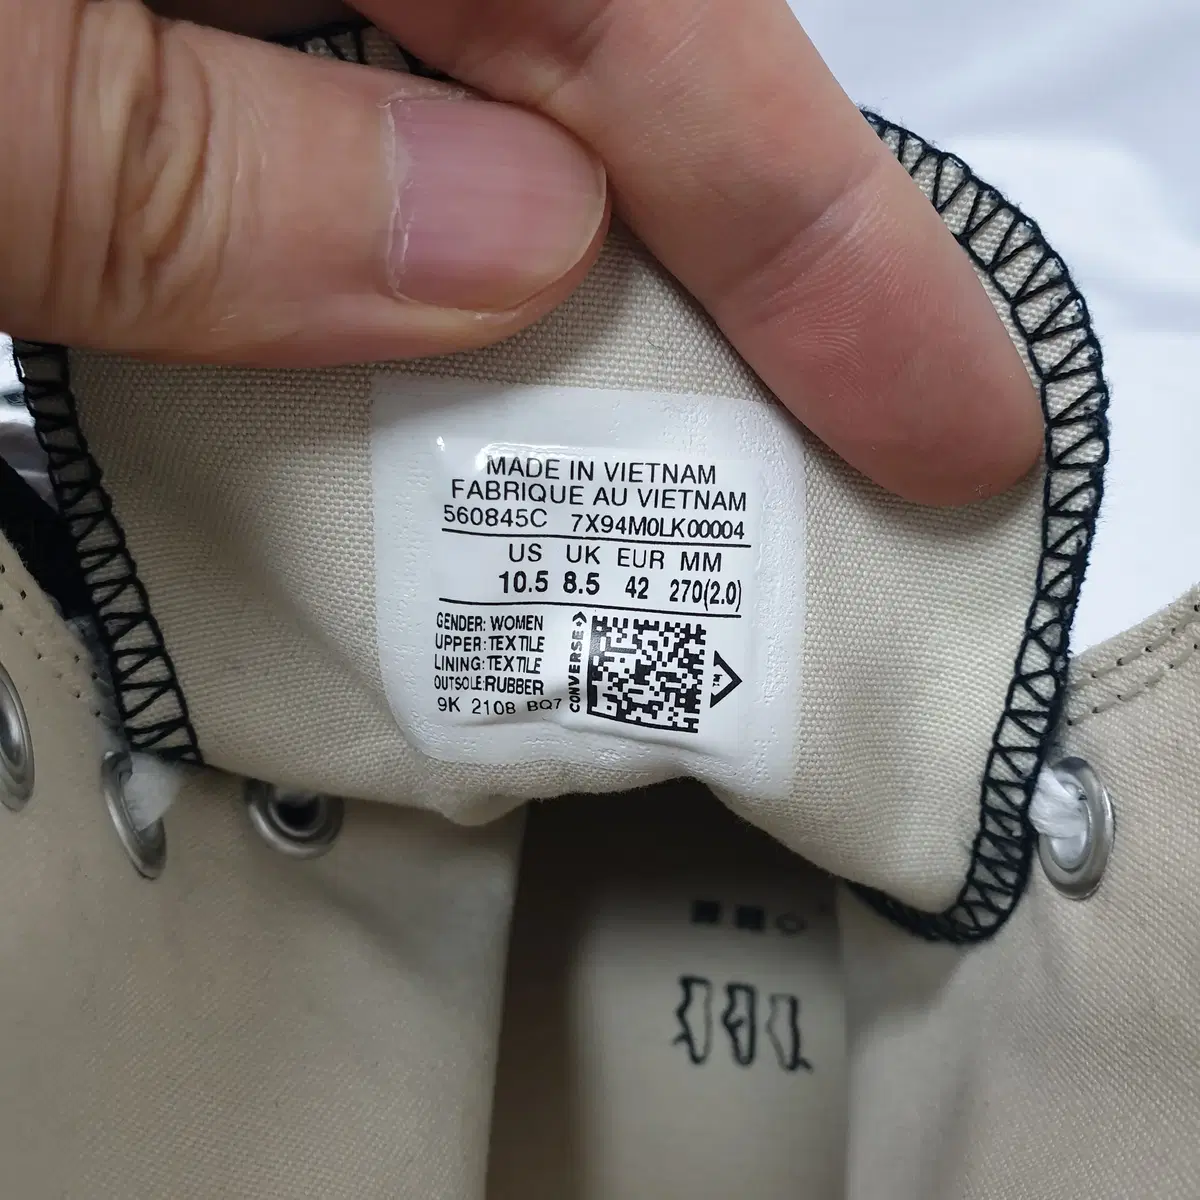 MADE IN VIETNAM
FABRIQUE AU VIETNAM
560845C 7X94M0LK00004
US UK EUR MM
10.5 8.5 42 270(2.0)
GENDER: WOMEN
UPPER: TEXTILE
LINING: TEXTILE
OUTSOLE: RUBBER
9K 2108 BQ7
CONVERSE